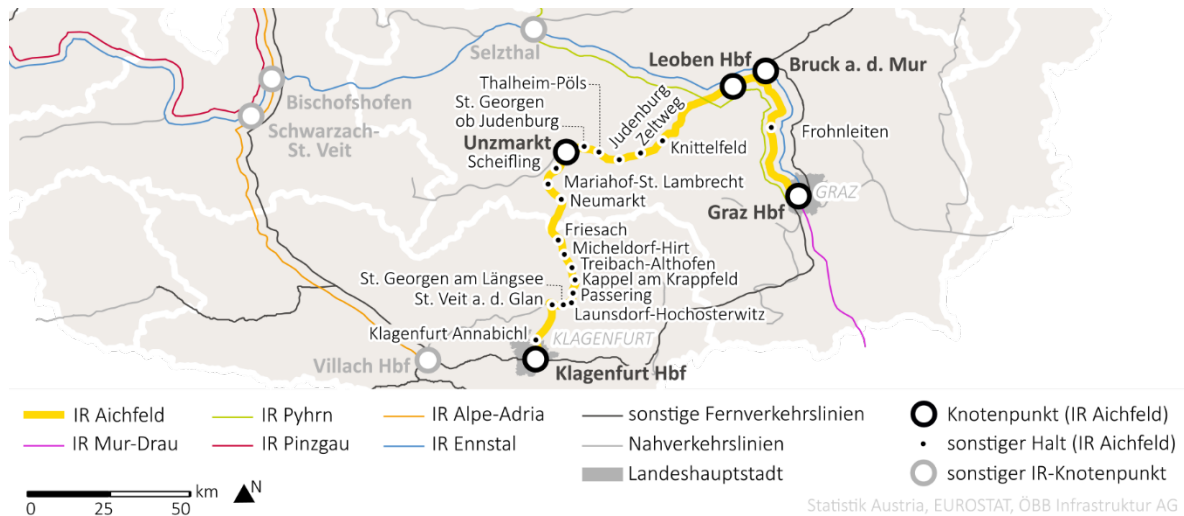 Selzthal
Leoben Hbf
Bruck a. d. Mur
Thalheim-Pöls
Bischofshofen
St. Georgen
ob Judenburg
Judenburg
Zeltweg
Schwarzach-
St. Veit
Frohnleiten
Unzmarkt
Knittelfeld
Scheifling
Mariahof-St. Lambrecht
GRAZ
Neumarkt
Graz Hbf
Friesach
Micheldorf-Hirt
Treibach-Althofen
St. Georgen am Längsee
Kappel am Krappfeld
St. Veit a. d. Glan
Passering
Launsdorf-Hochosterwitz
Klagenfurt Annabichl
KLAGENFURT
Villach Hbf
Klagenfurt Hbf
IR Aichfeld
IR Pyhrn
IR Alpe-Adria
sonstige Fernverkehrslinien
Knotenpunkt (IR Aichfeld)
IR Mur-Drau
IR Pinzgau
IR Ennstal
Nahverkehrslinien
sonstiger Halt (IR Aichfeld)
Landeshauptstadt
sonstiger IR-Knotenpunkt
km
N
0 25 50
Statistik Austria, EUROSTAT, ÖBB Infrastruktur AG